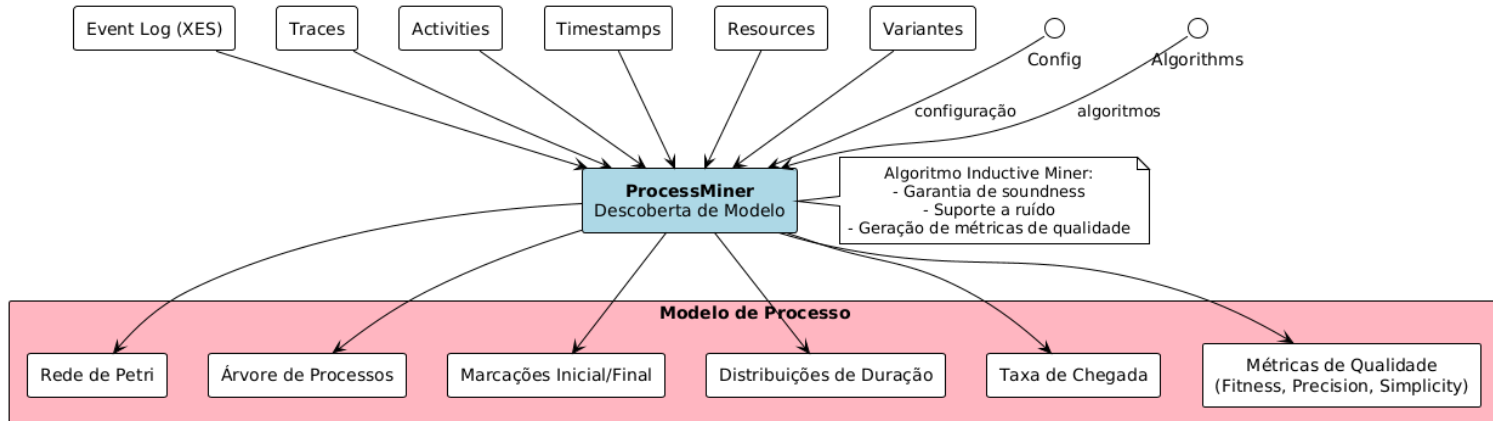 Event Log (XES)
Traces
Activities
Timestamps
Resources
Variantes
Config
Algorithms
configuração
algoritmos
ProcessMiner
Descoberta de Modelo
Algoritmo Inductive Miner:
- Garantia de soundness
- Suporte a ruído
- Geração de métricas de qualidade
Modelo de Processo
Rede de Petri
Árvore de Processos
Marcações Inicial/Final
Distribuições de Duração
Taxa de Chegada
Métricas de Qualidade
(Fitness, Precision, Simplicity)